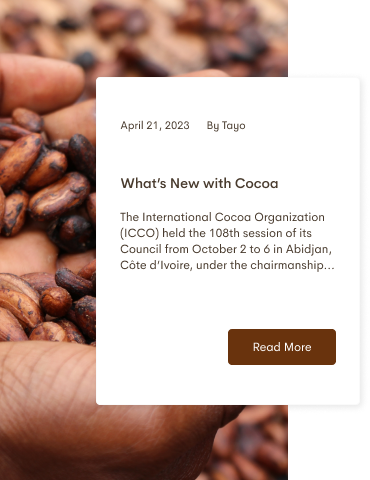 April 21, 2023 By Tayo
What's New with Cocoa
The International Cocoa Organization
(ICCO) held the 108th session of its
Council from October 2 to 6 in Abidjan,
Côte d'Ivoire, under the chairmanship...
Read More